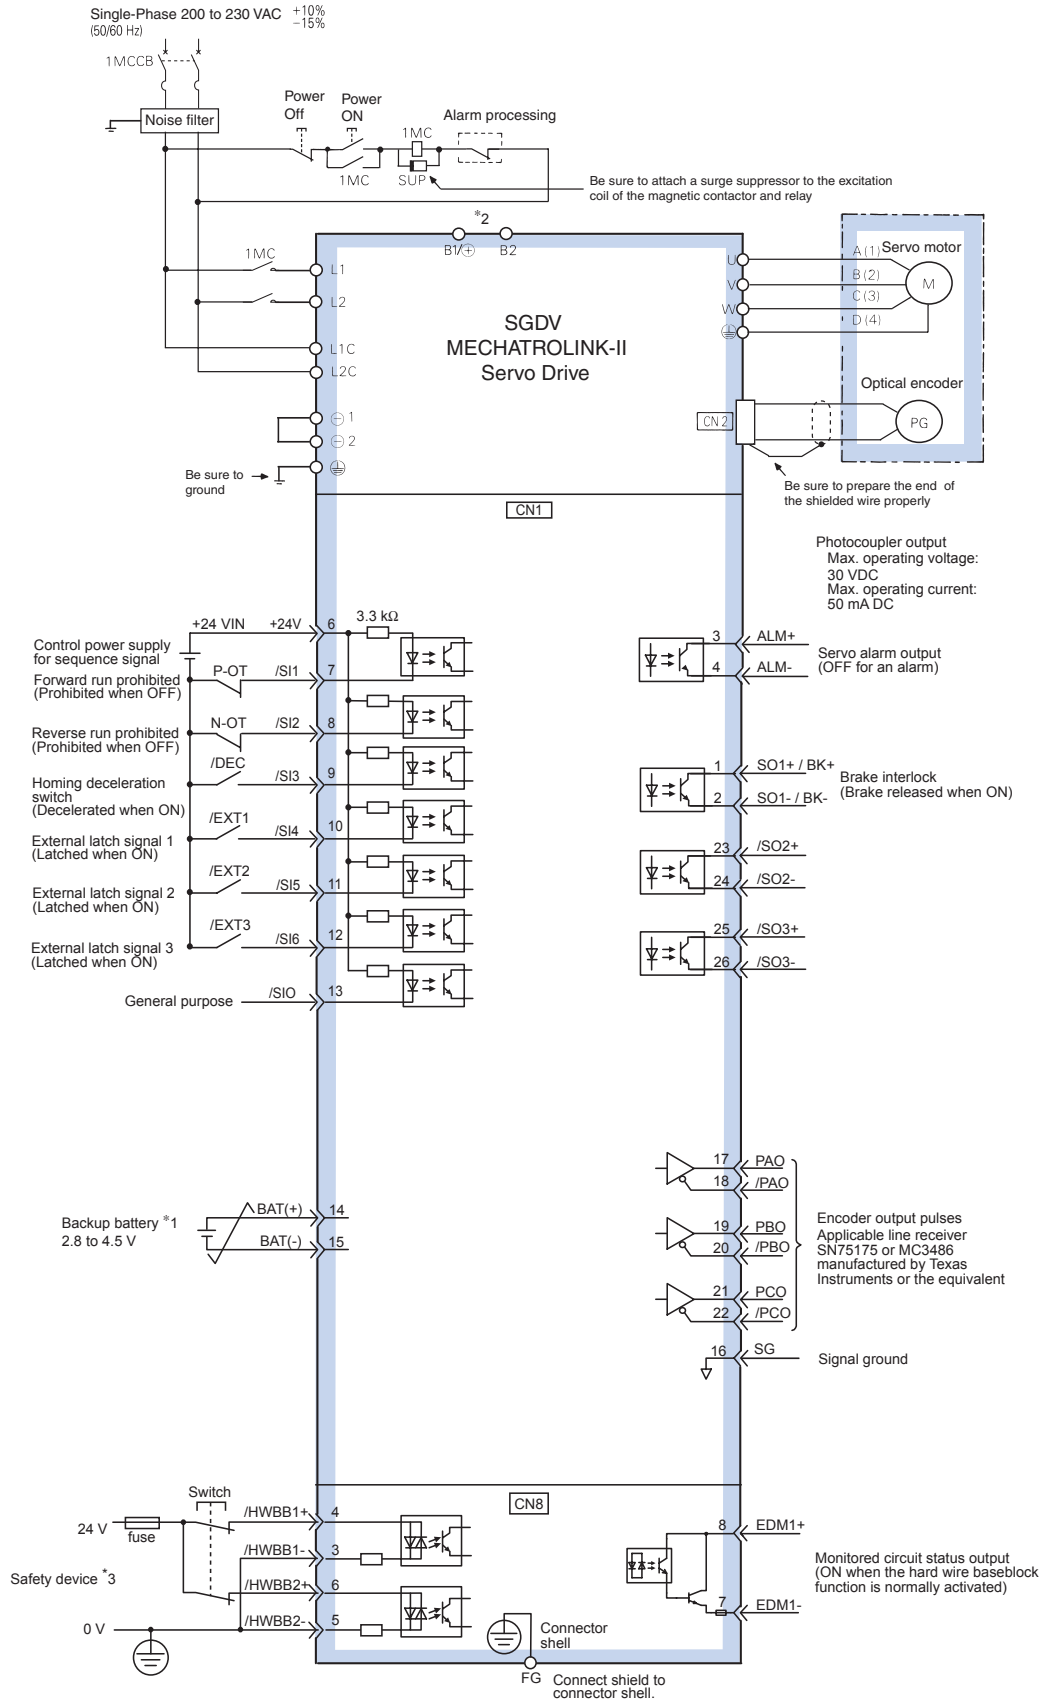 Single-Phase 200 to 230 VAC +10% −15%
(50/60 Hz)
1MCCB
Noise filter
Power Off
Power ON
1MC
1MC
SUP
Alarm processing
Be sure to attach a surge suppressor to the excitation
coil of the magnetic contactor and relay
*2
B1/⊕
B2
1MC
L1
L2
L1C
L2C
⊖ 1
⊖ 2
Be sure to
ground
SGDV
MECHATROLINK-II
Servo Drive
U
V
W
A (1)
B (2)
C (3)
D (4)
Servo motor
M
Optical encoder
CN 2
PG
Be sure to prepare the end of
the shielded wire properly
CN1
Photocoupler output
Max. operating voltage:
30 VDC
Max. operating current:
50 mA DC
Control power supply
for sequence signal
+24 VIN
+24V
6
3.3 kΩ
Forward run prohibited
(Prohibited when OFF)
P-OT
/SI1
7
Reverse run prohibited
(Prohibited when OFF)
N-OT
/SI2
8
Homing deceleration
switch
(Decelerated when ON)
/DEC
/SI3
9
External latch signal 1
(Latched when ON)
/EXT1
/SI4
10
External latch signal 2
(Latched when ON)
/EXT2
/SI5
11
External latch signal 3
(Latched when ON)
/EXT3
/SI6
12
General purpose
/SIO
13
3
ALM+
4
ALM-
Servo alarm output
(OFF for an alarm)
1
SO1+ / BK+
2
SO1- / BK-
Brake interlock
(Brake released when ON)
23
/SO2+
24
/SO2-
25
/SO3+
26
/SO3-
Backup battery *1
2.8 to 4.5 V
BAT(+)
14
BAT(-)
15
17
PAO
18
/PAO
19
PBO
20
/PBO
21
PCO
22
/PCO
Encoder output pulses
Applicable line receiver
SN75175 or MC3486
manufactured by Texas
Instruments or the equivalent
16
SG
Signal ground
CN8
Switch
24 V
fuse
Safety device *3
0 V
/HWBB1+
4
/HWBB1-
3
/HWBB2+
6
/HWBB2-
5
8
EDM1+
7
EDM1-
Monitored circuit status output
(ON when the hard wire baseblock
function is normally activated)
Connector
shell
FG
Connect shield to
connector shell.